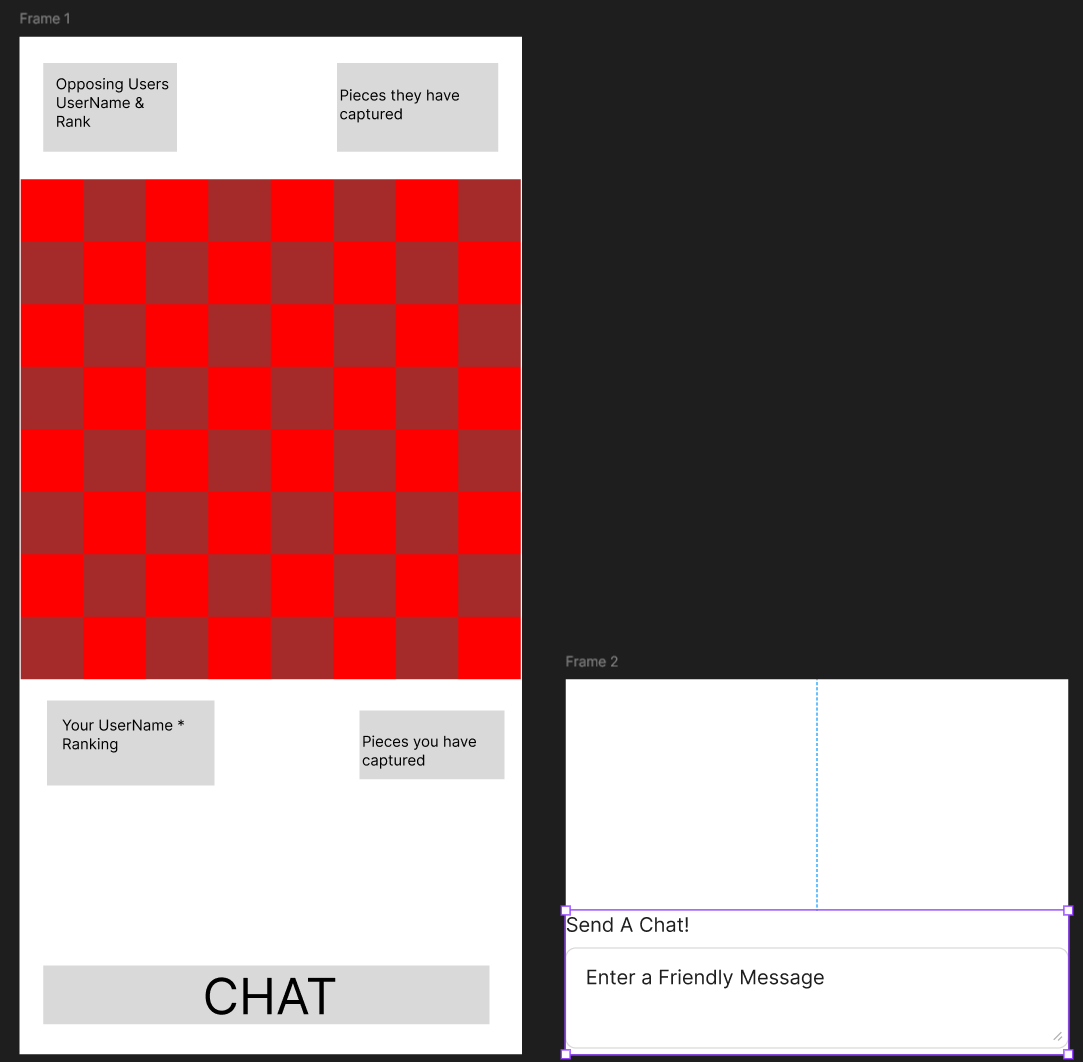 Frame 1
Opposing Users
UserName &
Rank
Pieces they have
captured
Your UserName *
Ranking
Pieces you have
captured
CHAT
Frame 2
Send A Chat!
Enter a Friendly Message